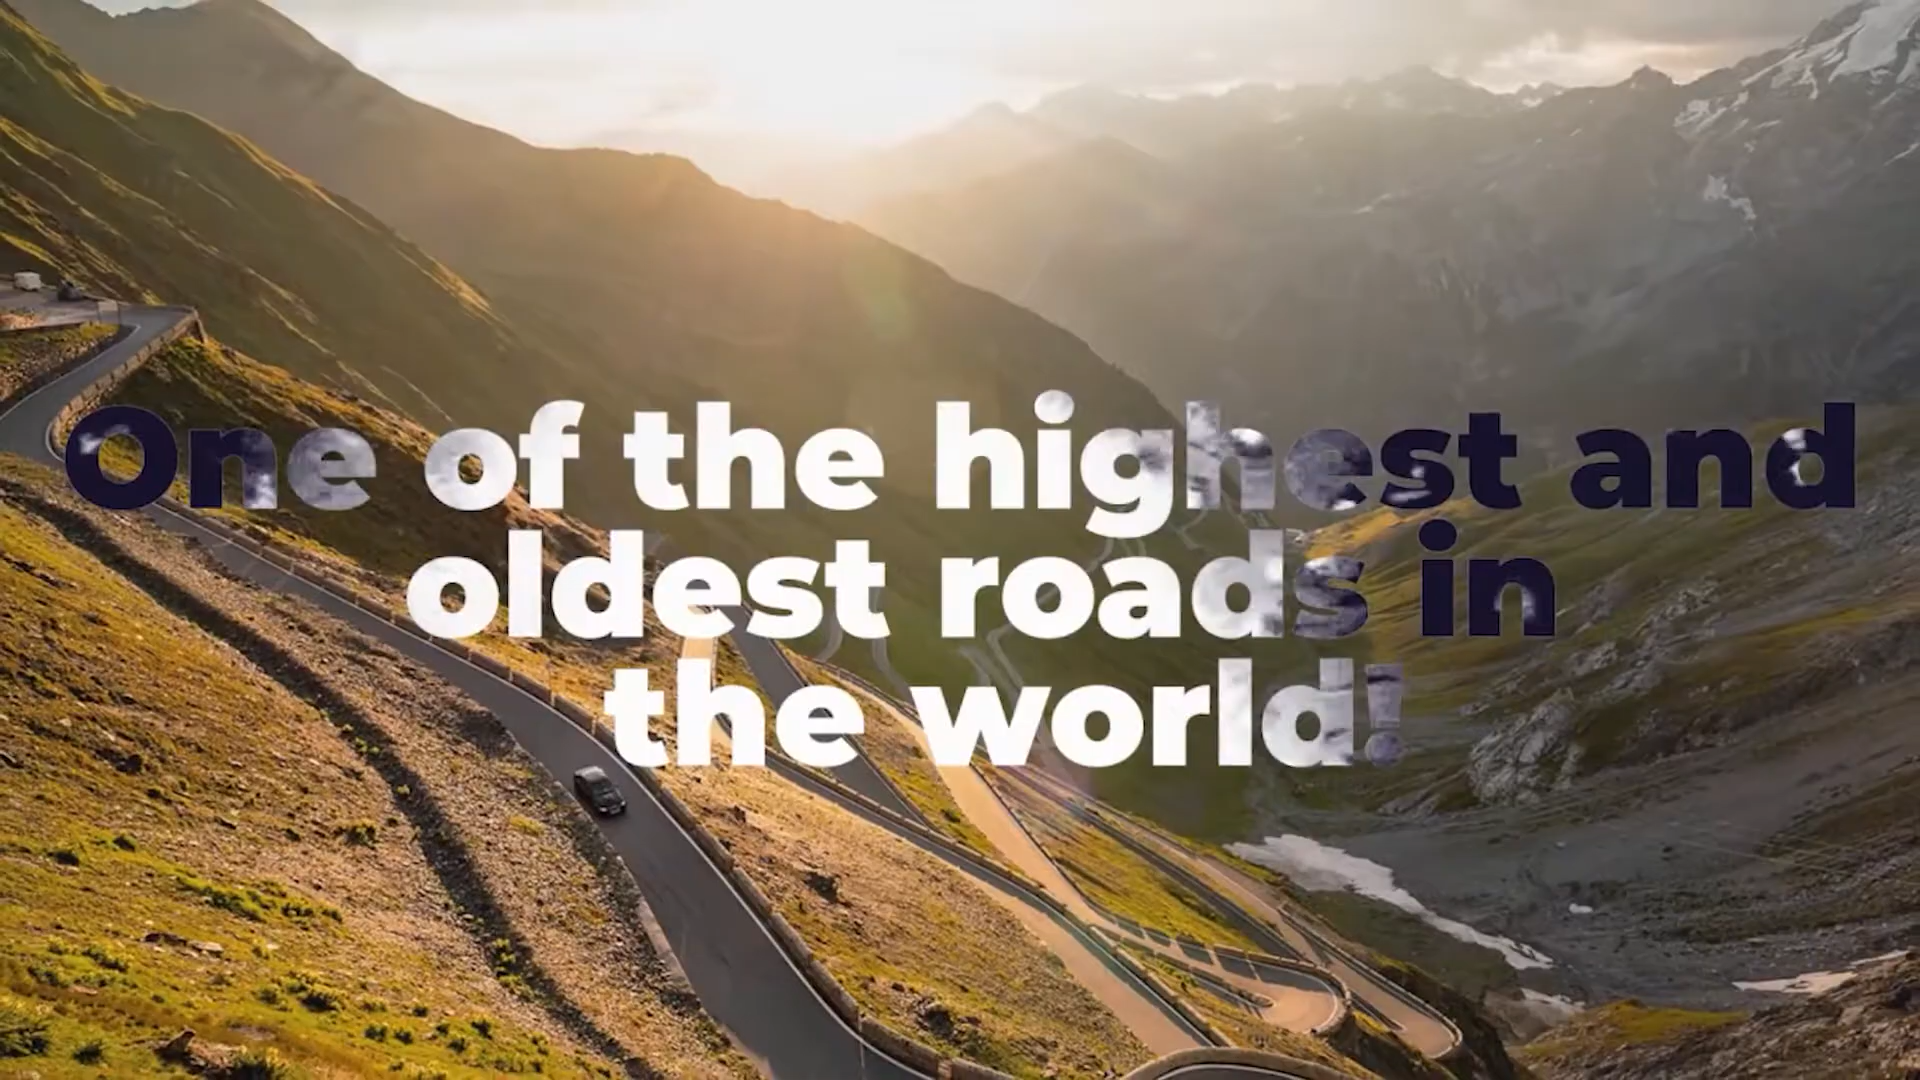 One of the highest and
oldest roads in
the world!